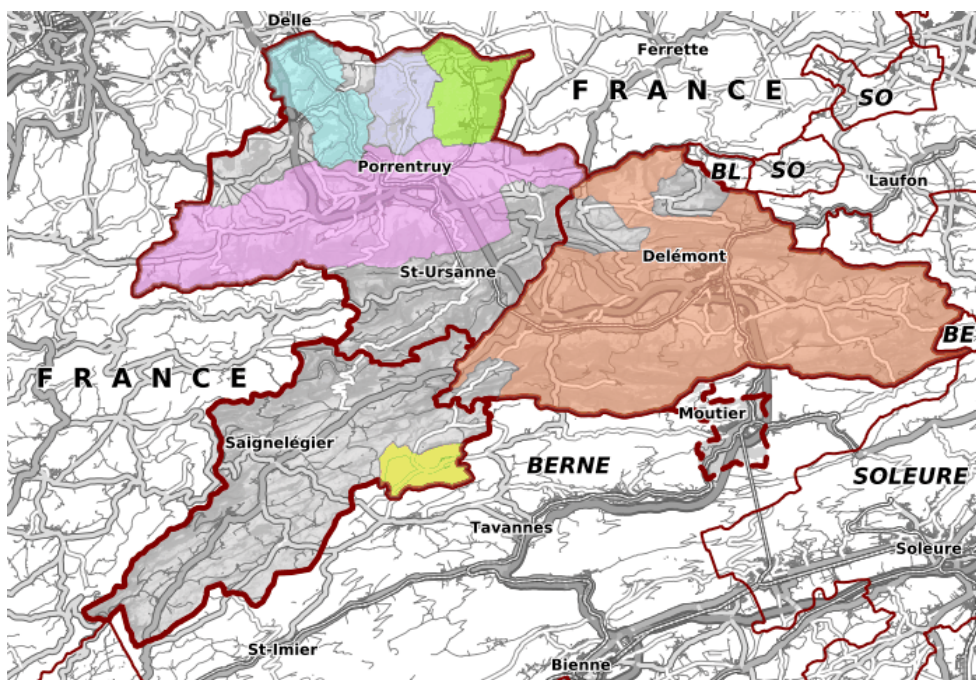 Delle
Ferrette
F R A N C E
SO
Porrentruy
BL
SO
Laufon
St-Ursanne
Delémont
BE
F R A N C E
Moutier
Saignelégier
BERNE
SOLEURE
Tavannes
Soleure
St-Imier
Bienne